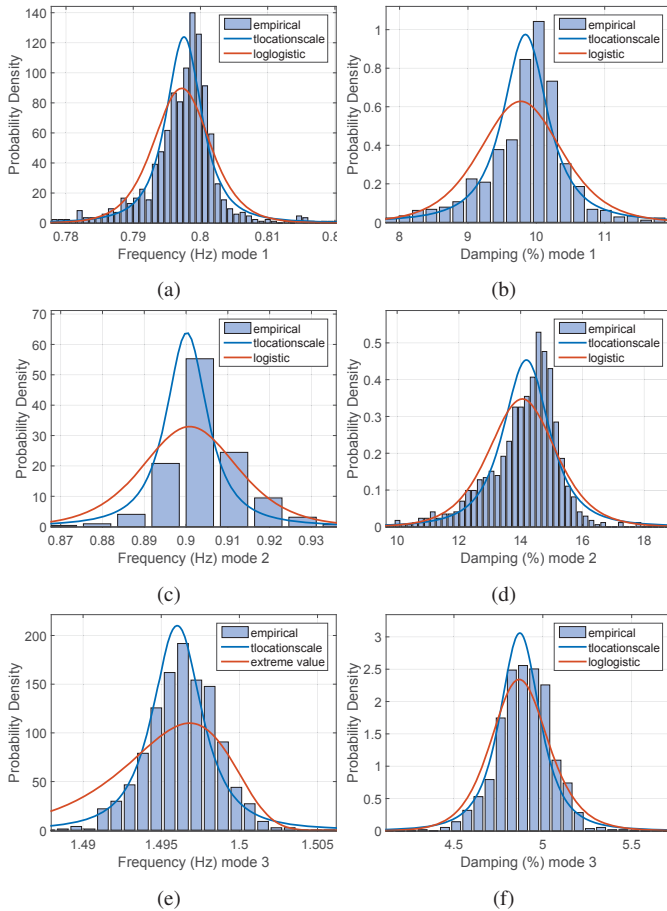 140
120
100
80
60
40
20
0
Probability Density
0.78
0.79
0.8
0.81
0.8
Frequency (Hz) mode 1
empirical
tlocationscale
loglogistic
(a)
1
0.8
0.6
0.4
0.2
0
Probability Density
8
9
10
11
Damping (%) mode 1
empirical
tlocationscale
loglogistic
(b)
70
60
50
40
30
20
10
0
Probability Density
0.87
0.88
0.89
0.9
0.91
0.92
0.93
Frequency (Hz) mode 2
empirical
tlocationscale
logistic
(c)
0.5
0.4
0.3
0.2
0.1
0
Probability Density
10
12
14
16
18
Damping (%) mode 2
empirical
tlocationscale
logistic
(d)
200
150
100
50
0
Probability Density
1.49
1.495
1.5
1.505
Frequency (Hz) mode 3
empirical
tlocationscale
extreme value
(e)
3
2.5
2
1.5
1
0.5
0
Probability Density
4.5
5
5.5
Damping (%) mode 3
empirical
tlocationscale
loglogistic
(f)